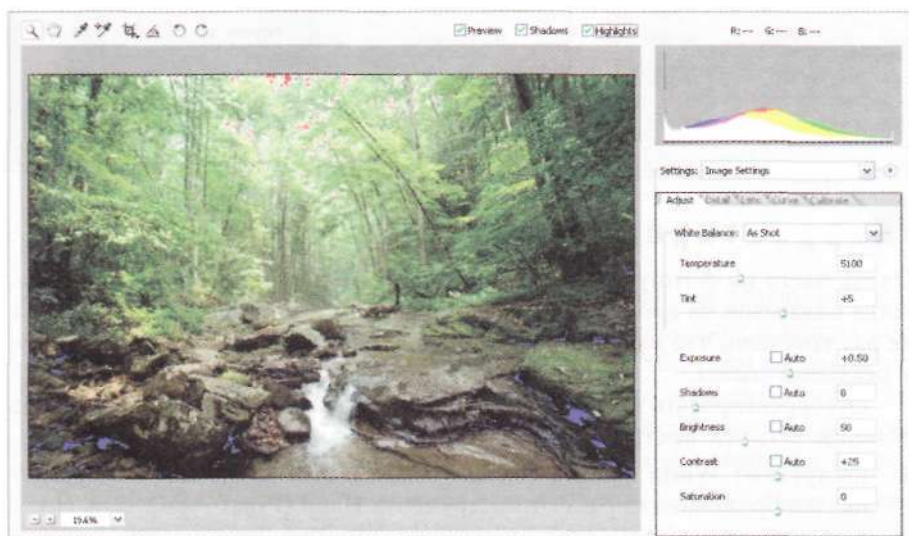 Preview Shadows Highlights
R: --- G: --- B: ---
Settings: Image Settings
Adjust Detail Lens Curve Calibrate
White Balance: As Shot
Temperature 5100
Tint +5
Exposure Auto +0.50
Shadows Auto 0
Brightness Auto 50
Contrast Auto +25
Saturation 0
19.6%